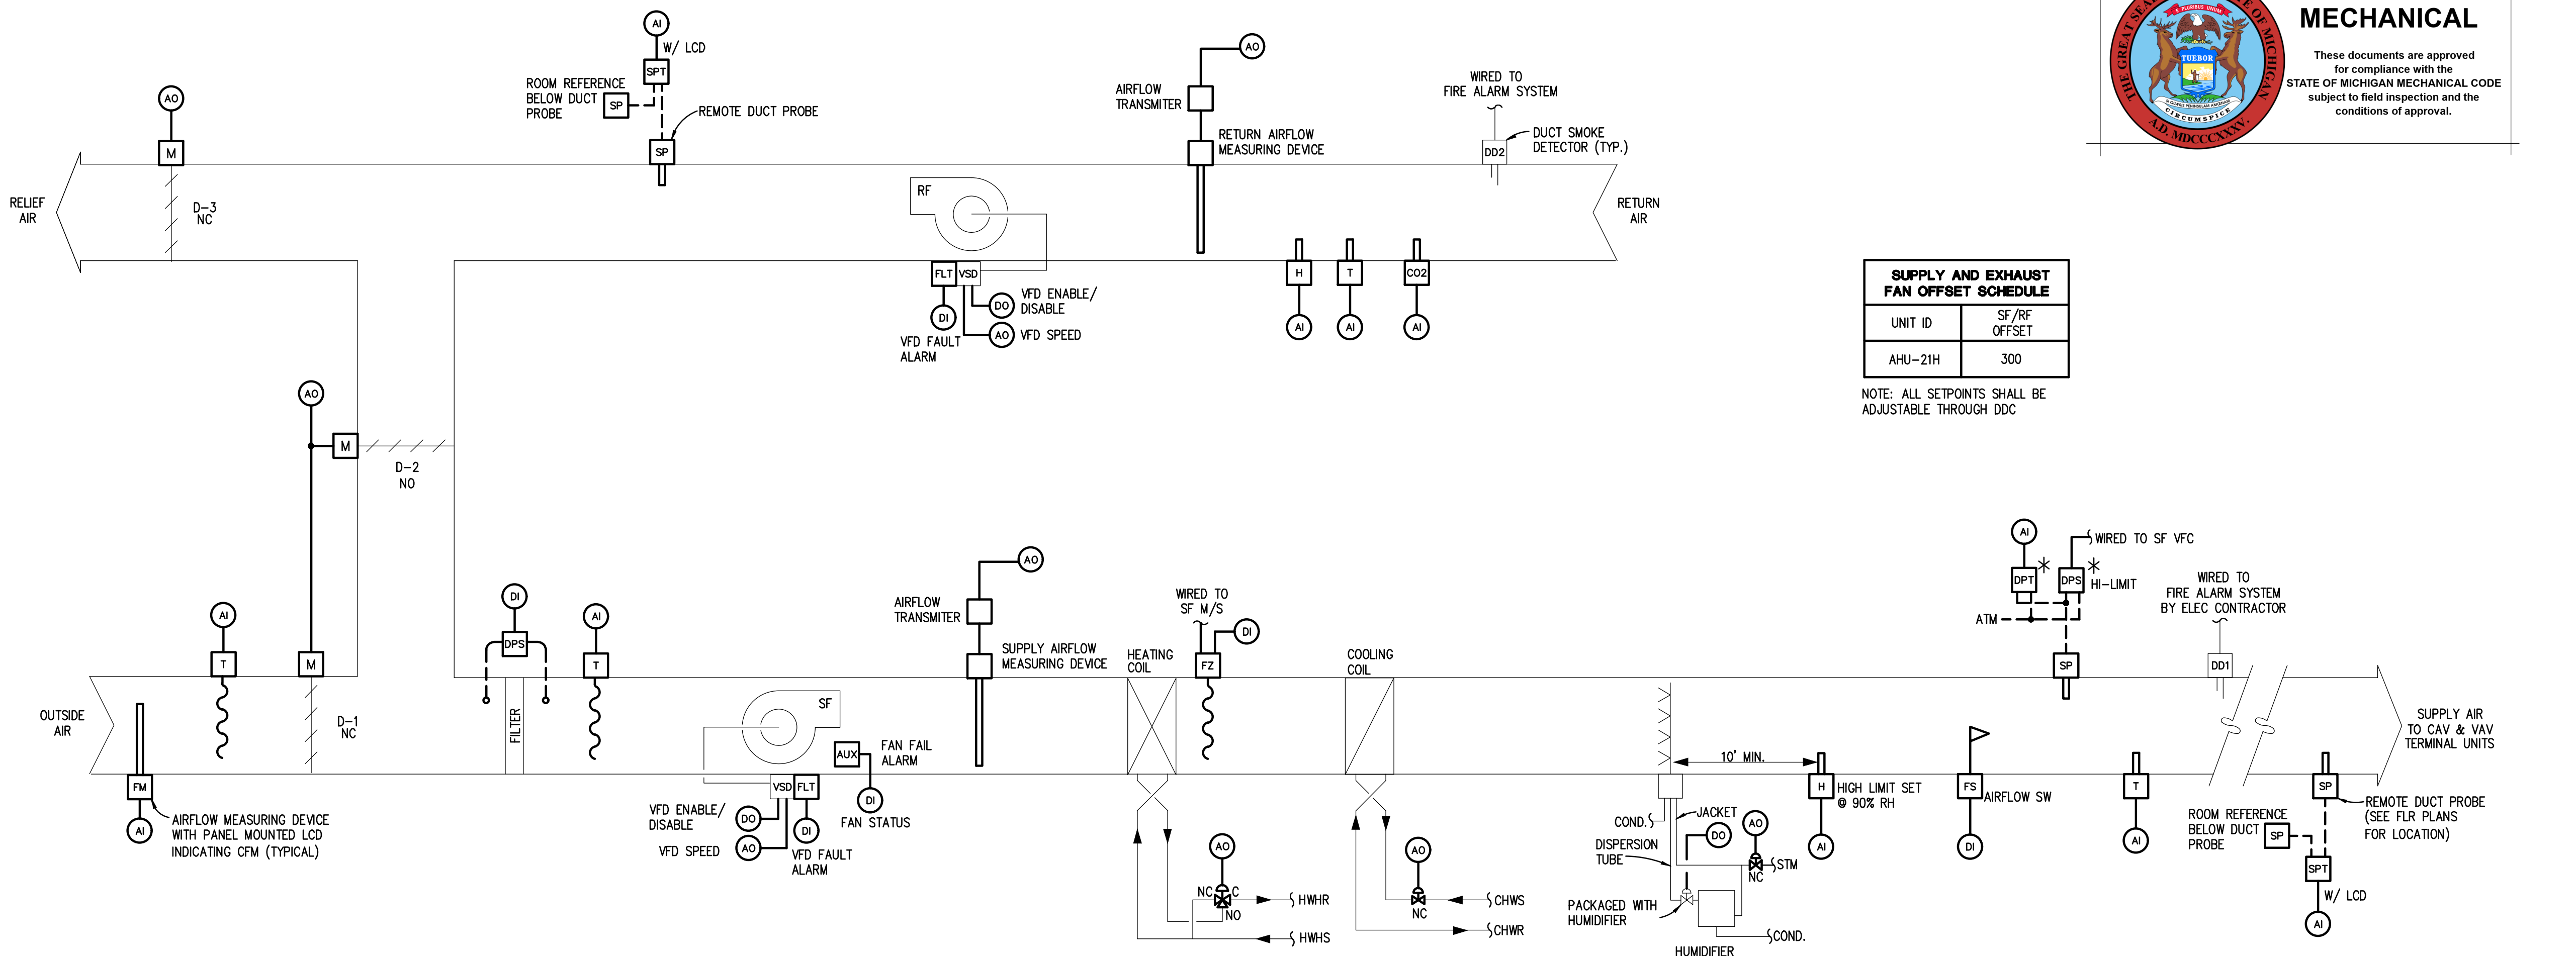 AI
W/ LCD
SPT
ROOM REFERENCE
BELOW DUCT
PROBE
SP
REMOTE DUCT PROBE
SP
AO
M
RELIEF
AIR
D-3
NC
AO
AIRFLOW
TRANSMITER
RETURN AIRFLOW
MEASURING DEVICE
WIRED TO
FIRE ALARM SYSTEM
DD2
DUCT SMOKE
DETECTOR (TYP.)
RETURN
AIR
RF
FLT
VSD
DI
DO
VFD ENABLE/
DISABLE
AO
VFD SPEED
VFD FAULT
ALARM
H
T
CO2
AI
AI
AI
E PLURIBUS UNUM
TUEBOR
CIRCUMSPICE
A.D. MDCCCXXXV.
MECHANICAL
These documents are approved
for compliance with the
STATE OF MICHIGAN MECHANICAL CODE
subject to field inspection and the
conditions of approval.
SUPPLY AND EXHAUST
FAN OFFSET SCHEDULE
UNIT ID
SF/RF
OFFSET
AHU-21H
300
NOTE: ALL SETPOINTS SHALL BE
ADJUSTABLE THROUGH DDC
AO
M
D-2
NO
AI
T
M
OUTSIDE
AIR
D-1
NC
FM
AI
AIRFLOW MEASURING DEVICE
WITH PANEL MOUNTED LCD
INDICATING CFM (TYPICAL)
DI
DPS
FILTER
AI
T
SF
AUX
FAN FAIL
ALARM
VSD
FLT
DI
FAN STATUS
VFD ENABLE/
DISABLE
DO
VFD SPEED
AO
DI
VFD FAULT
ALARM
AO
AIRFLOW
TRANSMITER
SUPPLY AIRFLOW
MEASURING DEVICE
HEATING
COIL
WIRED TO
SF M/S
DI
FZ
COOLING
COIL
AO
NC
C
NO
HWHR
HWHS
AO
NC
CHWS
CHWR
10' MIN.
COND.
JACKET
DISPERSION
TUBE
DO
AO
STM
NC
PACKAGED WITH
HUMIDIFIER
COND.
HUMIDIFIER
H
HIGH LIMIT SET
@ 90% RH
AI
FS
AIRFLOW SW
DI
AI
WIRED TO SF VFC
DPT
DPS
HI-LIMIT
ATM
SP
WIRED TO
FIRE ALARM SYSTEM
BY ELEC CONTRACTOR
DD1
T
AI
SUPPLY AIR
TO CAV & VAV
TERMINAL UNITS
SP
REMOTE DUCT PROBE
(SEE FLR PLANS
FOR LOCATION)
ROOM REFERENCE
BELOW DUCT
PROBE
SP
SPT
W/ LCD
AI